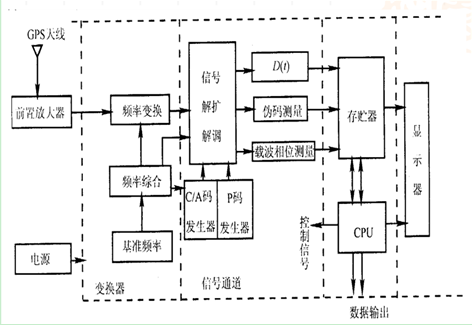 GPS天线
前置放大器
电源
频率变换
频率综合
基准频率
变换器
信号
解扩
解调
C/A码
发生器
P码
发生器
信号通道
D(t)
伪码测量
载波相位测量
存贮器
CPU
控制信号
数据输出
显示器